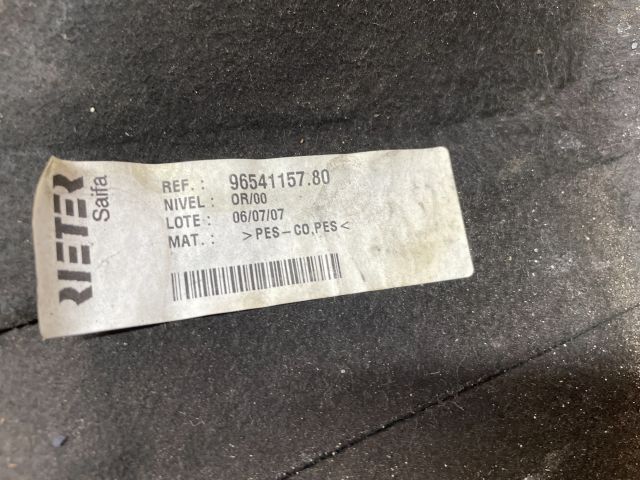 RIETER
Saifa
REF. : 96541157.80
NIVEL : OR/00
LOTE : 06/07/07
MAT. : >PES-CO,PES<